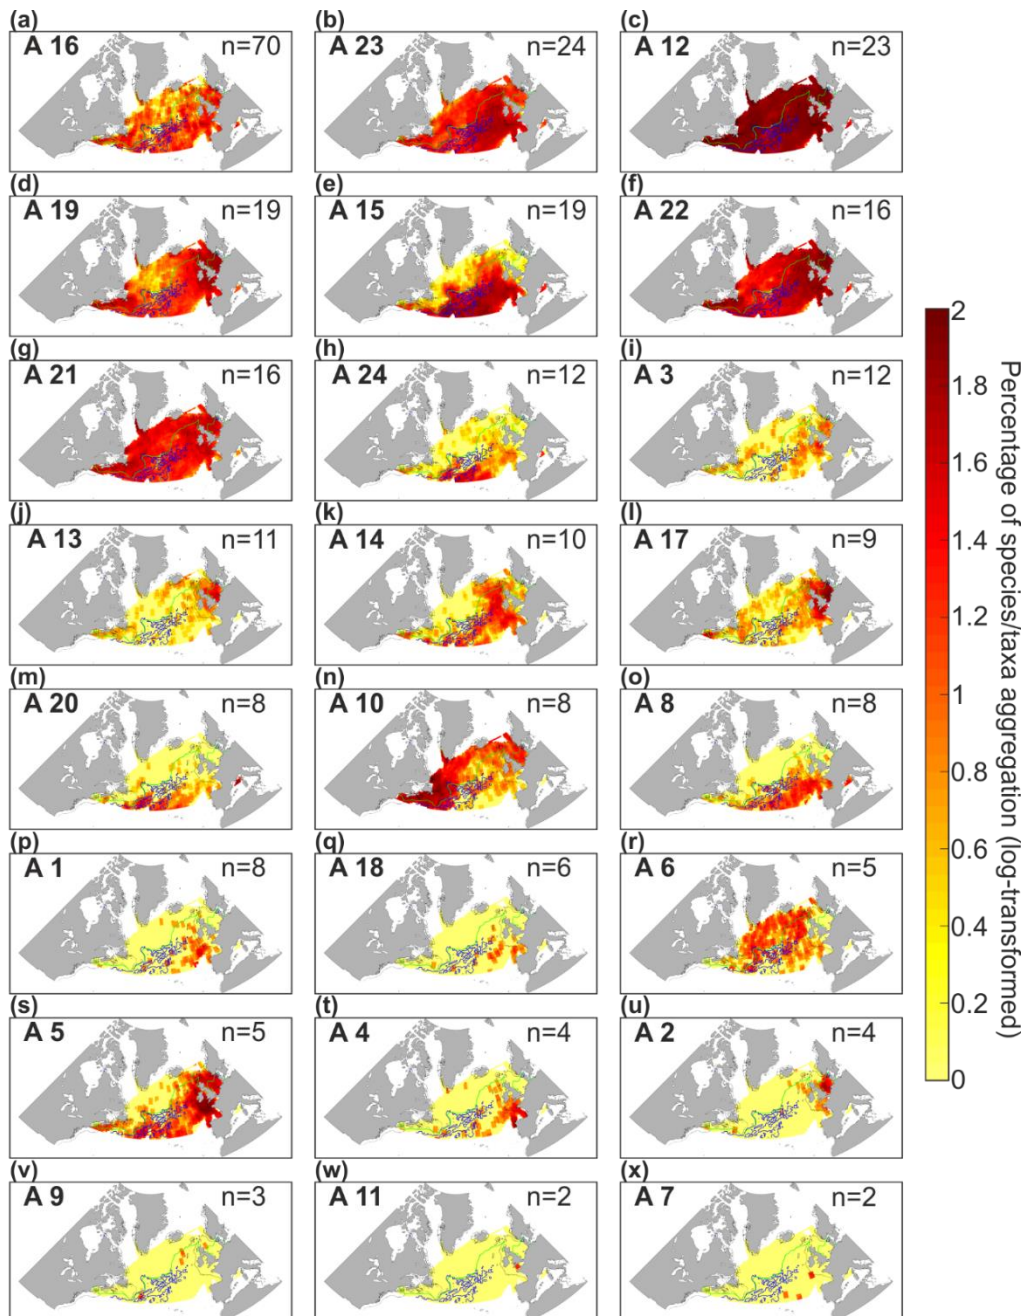 (a) (b) (c)
A 16 n=70 A 23 n=24 A 12 n=23
(d) (e) (f)
A 19 n=19 A 15 n=19 A 22 n=16
(g) (h) (i)
A 21 n=16 A 24 n=12 A 3 n=12
(j) (k) (l)
A 13 n=11 A 14 n=10 A 17 n=9
(m) (n) (o)
A 20 n=8 A 10 n=8 A 8 n=8
(p) (q) (r)
A 1 n=8 A 18 n=6 A 6 n=5
(s) (t) (u)
A 5 n=5 A 4 n=4 A 2 n=4
(v) (w) (x)
A 9 n=3 A 11 n=2 A 7 n=2
2
1.8
1.6
1.4
1.2
1
0.8
0.6
0.4
0.2
0
Percentage of species/taxa aggregation (log-transformed)